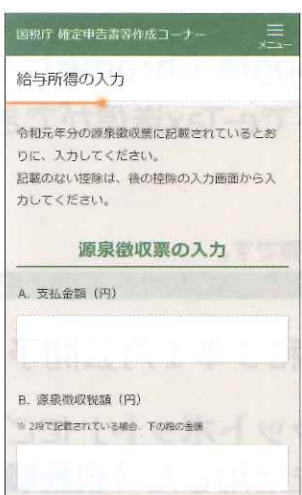 国税庁 確定申告書等作成コーナー
メニュー
給与所得の入力
令和元年分の源泉徴収票に記載されているとお
りに、入力してください。
記載のない控除は、後の控除の入力画面から入
力してください。
源泉徴収票の入力
A. 支払金額（円）
B. 源泉徴収税額（円）
※ 2段で記載されている場合、下の段の金額